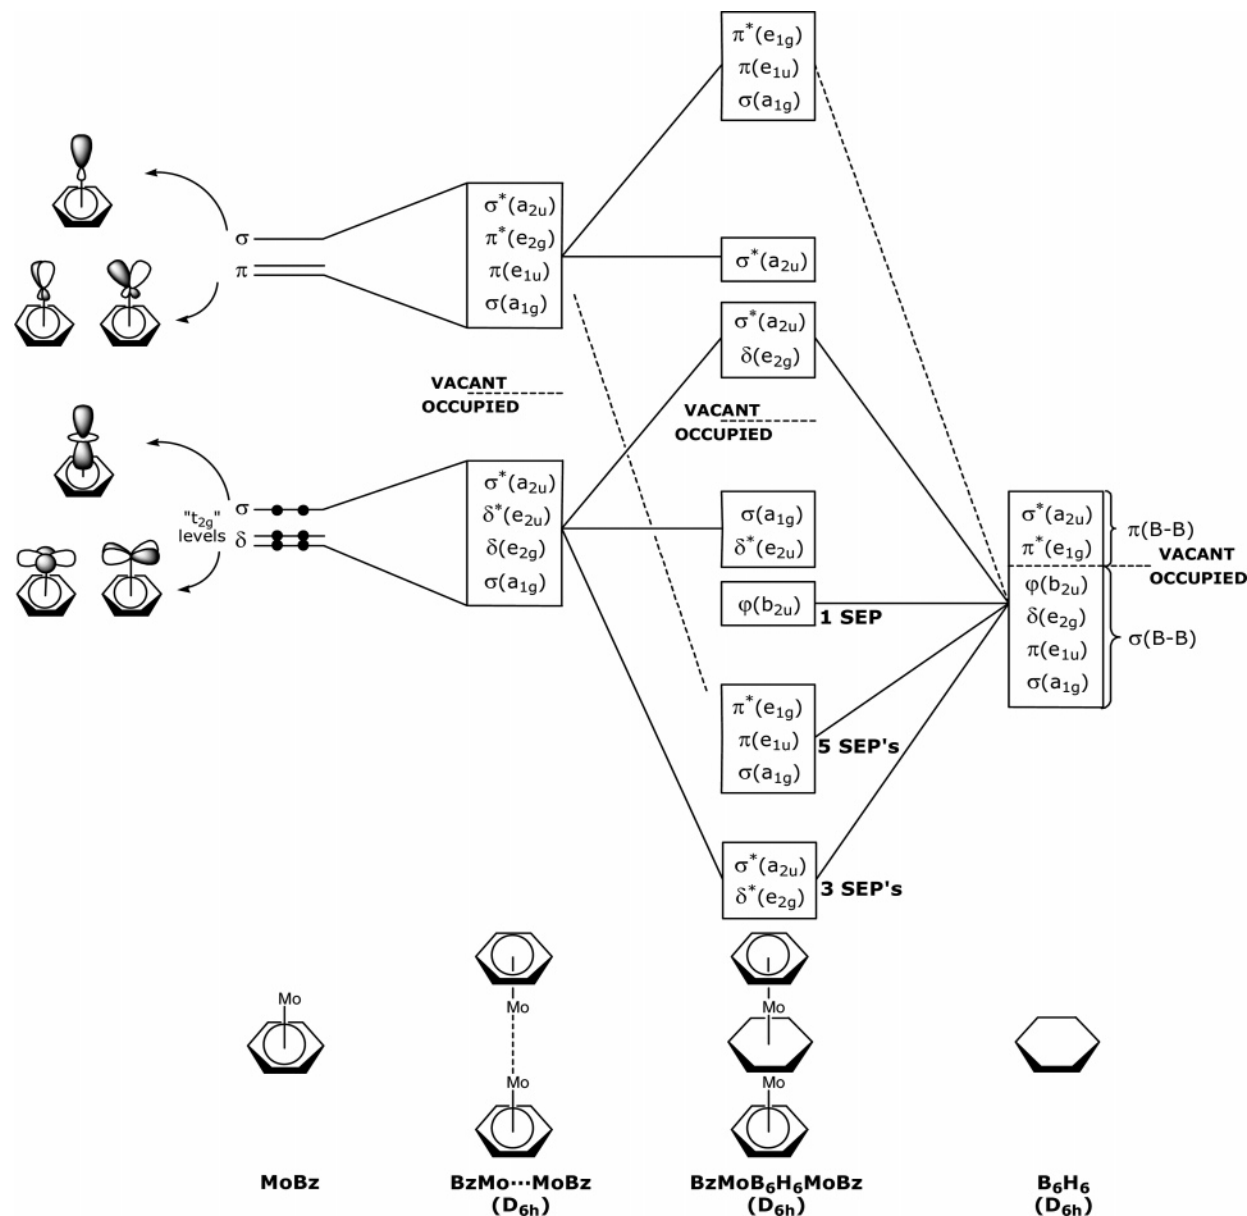 π*(e1g)
π(e1u)
σ(a1g)
σ*(a2u)
π*(e2g)
π(e1u)
σ(a1g)
σ
π
σ*(a2u)
σ*(a2u)
δ(e2g)
VACANT
OCCUPIED
VACANT
OCCUPIED
σ*(a2u)
δ*(e2u)
δ(e2g)
σ(a1g)
"t2g"
levels
σ
δ
σ(a1g)
δ*(e2u)
φ(b2u)
1 SEP
σ*(a2u)
π*(e1g)
φ(b2u)
δ(e2g)
π(e1u)
σ(a1g)
π(B-B)
VACANT
OCCUPIED
σ(B-B)
π*(e1g)
π(e1u)
σ(a1g)
5 SEP's
σ*(a2u)
δ*(e2g)
3 SEP's
Mo
Mo
Mo
Mo
Mo
MoBz
BzMo···MoBz
(D6h)
BzMoB6H6MoBz
(D6h)
B6H6
(D6h)